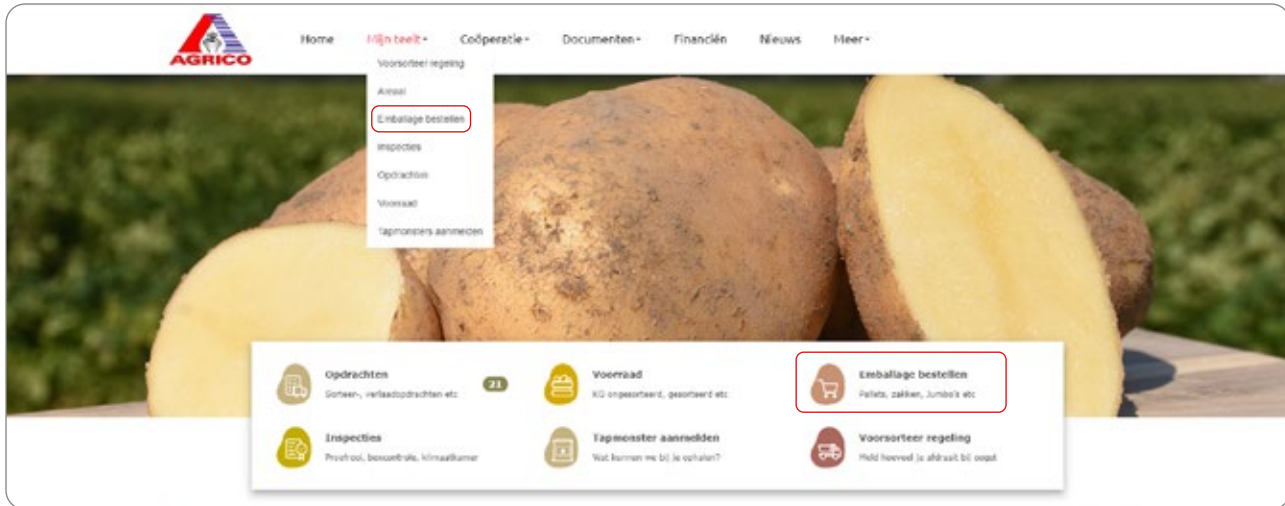 Home Mijn teelt Coöperatie Documenten Financiën Nieuws Meer
AGRICO
Voorsorteer regeling
Areaal
Emballage bestellen
Inspecties
Opdrachten
Voorraad
Tapmonsters aanmelden
Opdrachten
Sorteer-, verlaadopdrachten etc
21
Voorraad
KG ongesorteerd, gesorteerd etc
Emballage bestellen
Pallets, zakken, Jumbo's etc
Inspecties
Proefrooi, boxcontrole, klimaatkamer
Tapmonster aanmelden
Wat kunnen we bij je ophalen?
Voorsorteer regeling
Meld hoeveel je afdraait bij oogst